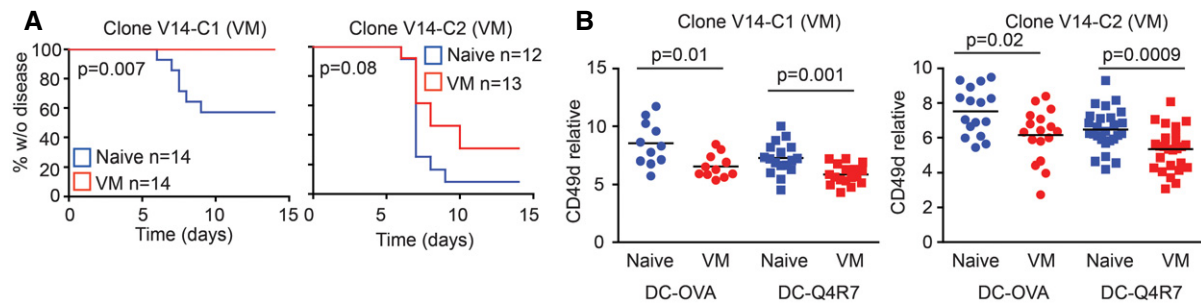 A
Clone V14-C1 (VM)
% w/o disease
100
80
60
40
20
0
p=0.007
Naive n=14
VM n=14
0
5
10
15
Time (days)
Clone V14-C2 (VM)
p=0.08
Naive n=12
VM n=13
0
5
10
15
Time (days)
B
Clone V14-C1 (VM)
CD49d relative
15
10
5
0
p=0.01
p=0.001
Naive
VM
Naive
VM
DC-OVA
DC-Q4R7
Clone V14-C2 (VM)
CD49d relative
10
8
6
4
2
0
p=0.02
p=0.0009
Naive
VM
Naive
VM
DC-OVA
DC-Q4R7